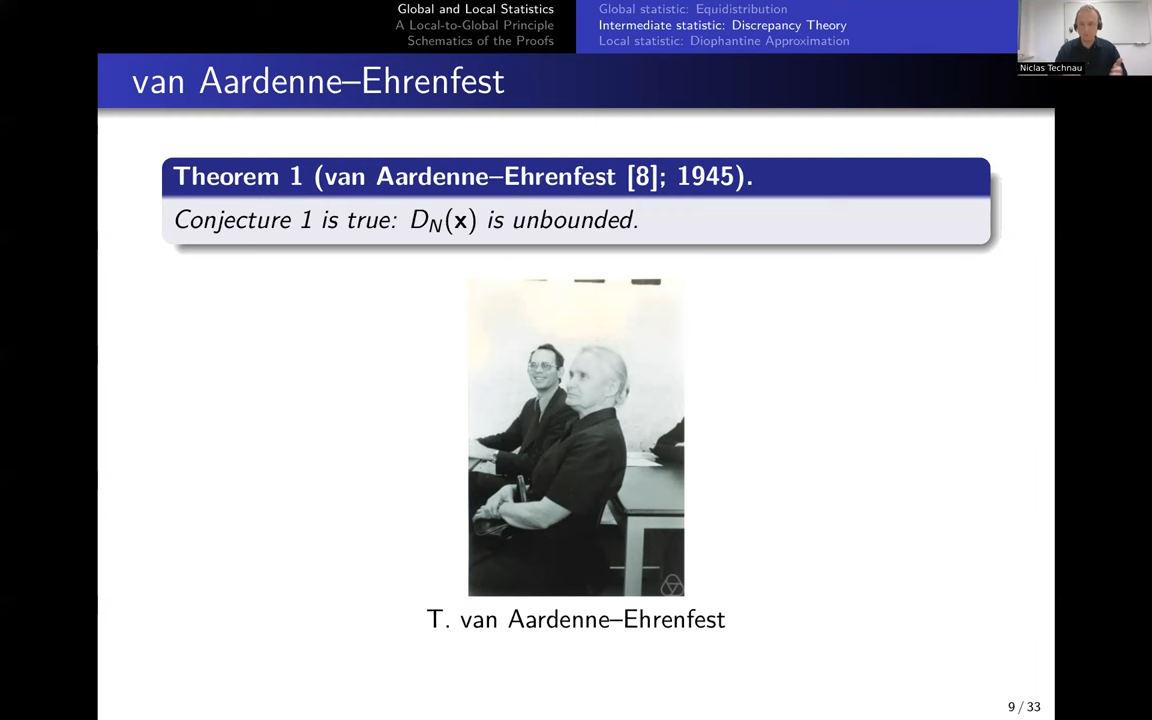 Global and Local Statistics
A Local-to-Global Principle
Schematics of the Proofs
Global statistic: Equidistribution
Intermediate statistic: Discrepancy Theory
Local statistic: Diophantine Approximation
Niclas Technau
van Aardenne–Ehrenfest
Theorem 1 (van Aardenne–Ehrenfest [8]; 1945).
Conjecture 1 is true: D_N(x) is unbounded.
T. van Aardenne–Ehrenfest
9 / 33